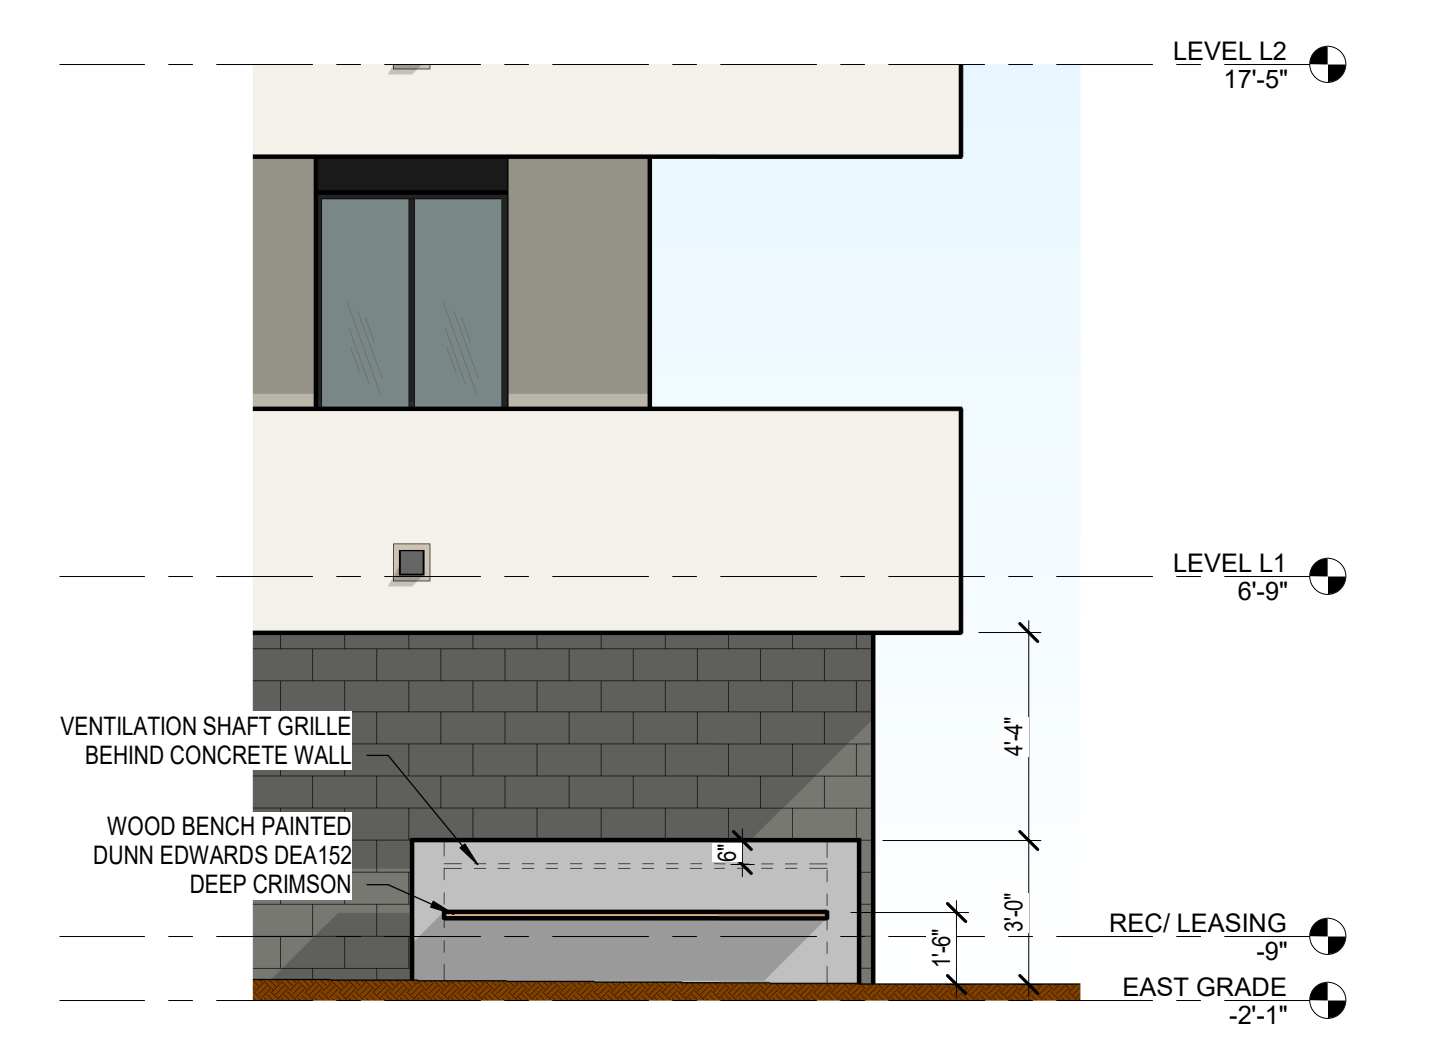 LEVEL L2
17'-5"
LEVEL L1
6'-9"
4'-4"
VENTILATION SHAFT GRILLE
BEHIND CONCRETE WALL
WOOD BENCH PAINTED
DUNN EDWARDS DEA152
DEEP CRIMSON
6"
3'-0"
1'-6"
REC/ LEASING
-9"
EAST GRADE
-2'-1"